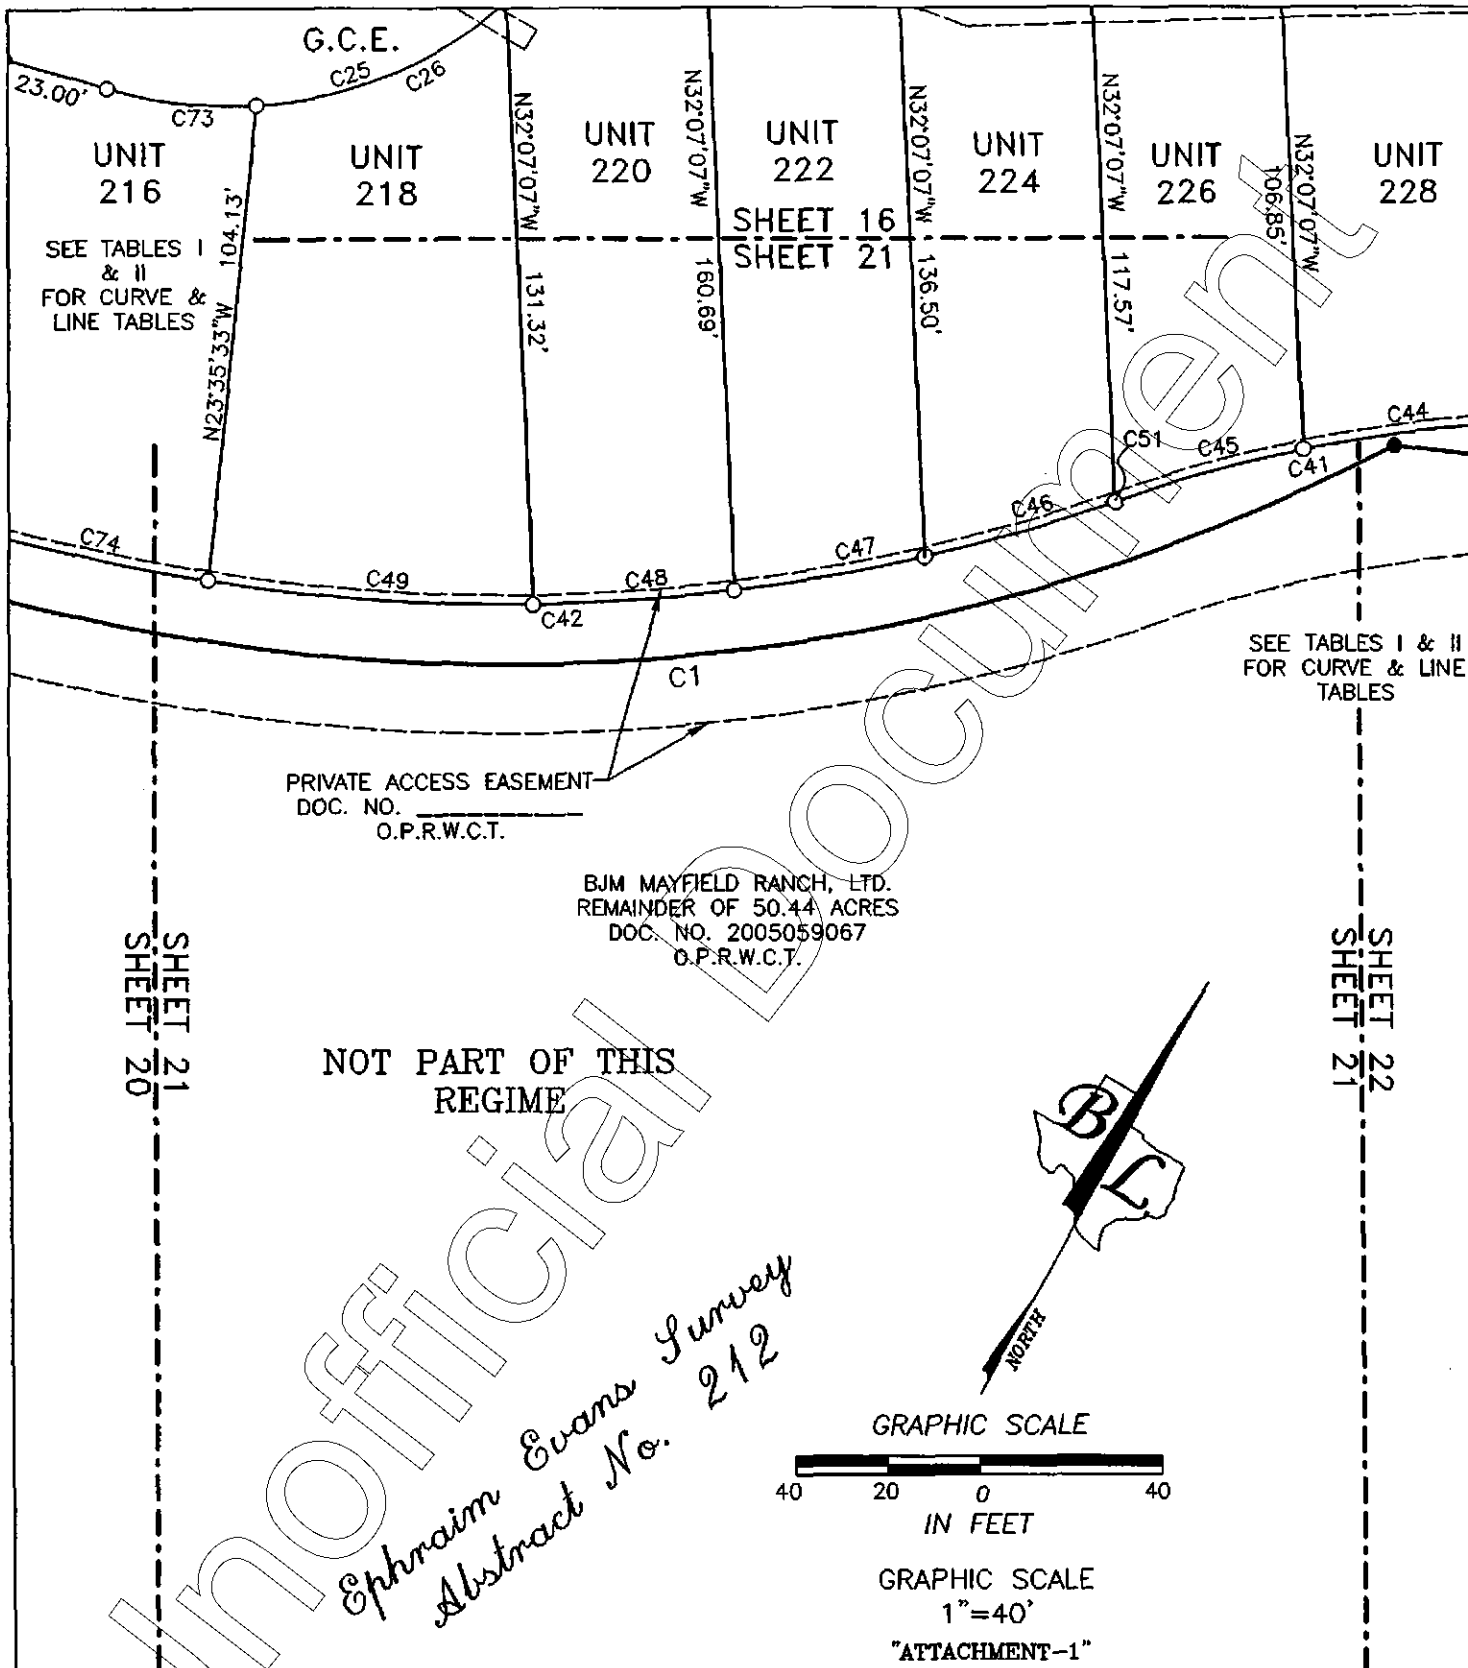 G.C.E.
C25
C26
23.00'
C73
UNIT
216
UNIT
218
UNIT
220
UNIT
222
UNIT
224
UNIT
226
UNIT
228
N23°35'33"W 104.13'
N32°07'07"W 131.32'
N32°07'07"W 160.69'
N32°07'07"W 136.50'
N32°07'07"W 117.57'
N32°07'07"W
106.85'
SHEET 16
SHEET 21
SEE TABLES I
& II
FOR CURVE &
LINE TABLES
C74
C49
C42
C48
C47
C46
C51
C45
C41
C44
C1
SEE TABLES I & II
FOR CURVE & LINE
TABLES
PRIVATE ACCESS EASEMENT
DOC. NO. ____________
O.P.R.W.C.T.
BJM MAYFIELD RANCH, LTD.
REMAINDER OF 50.44 ACRES
DOC. NO. 2005059067
O.P.R.W.C.T.
SHEET 21
SHEET 20
SHEET 22
SHEET 21
NOT PART OF THIS
REGIME
B
L
NORTH
Ephraim Evans Survey
Abstract No. 212
GRAPHIC SCALE
40 20 0 40
IN FEET
GRAPHIC SCALE
1"=40'
"ATTACHMENT-1"
nofficial Document